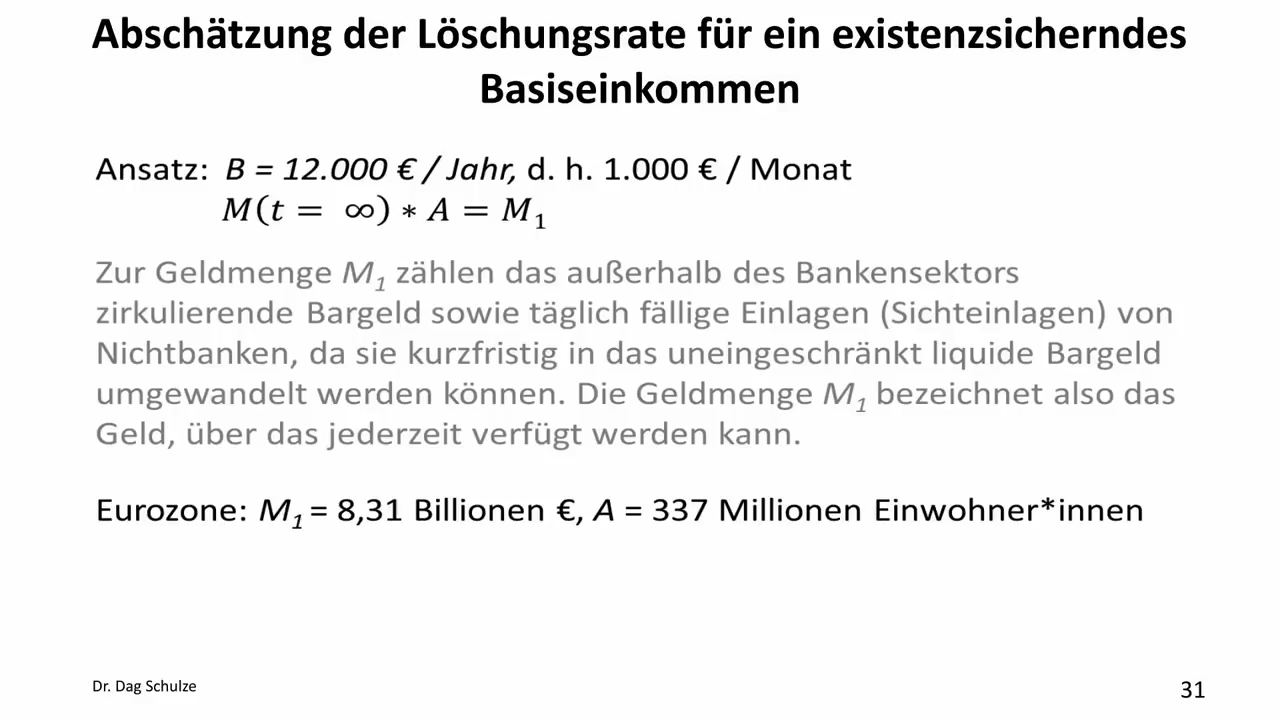 Abschätzung der Löschungsrate für ein existenzsicherndes
Basiseinkommen
Ansatz: B = 12.000 € / Jahr, d. h. 1.000 € / Monat
M(t = ∞) ∗ A = M₁
Zur Geldmenge M₁ zählen das außerhalb des Bankensektors
zirkulierende Bargeld sowie täglich fällige Einlagen (Sichteinlagen) von
Nichtbanken, da sie kurzfristig in das uneingeschränkt liquide Bargeld
umgewandelt werden können. Die Geldmenge M₁ bezeichnet also das
Geld, über das jederzeit verfügt werden kann.
Eurozone: M₁ = 8,31 Billionen €, A = 337 Millionen Einwohner*innen
Dr. Dag Schulze
31